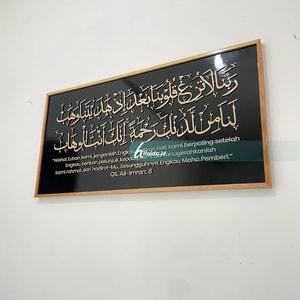 ربنا لا تزغ قلوبنا بعد إذ هديتنا وهب
لنا من لدنك رحمة إنك أنت الوهاب
"Wahai Tuhan kami, janganlah Engkau hati kami berpaling setelah
Engkau berikan petunjuk kepada anugerahkanlah
kami rahmat dari hadirat-Mu, Sesungguhnya Engkau Maha Pemberi."
QS. Ali-Imran: 8